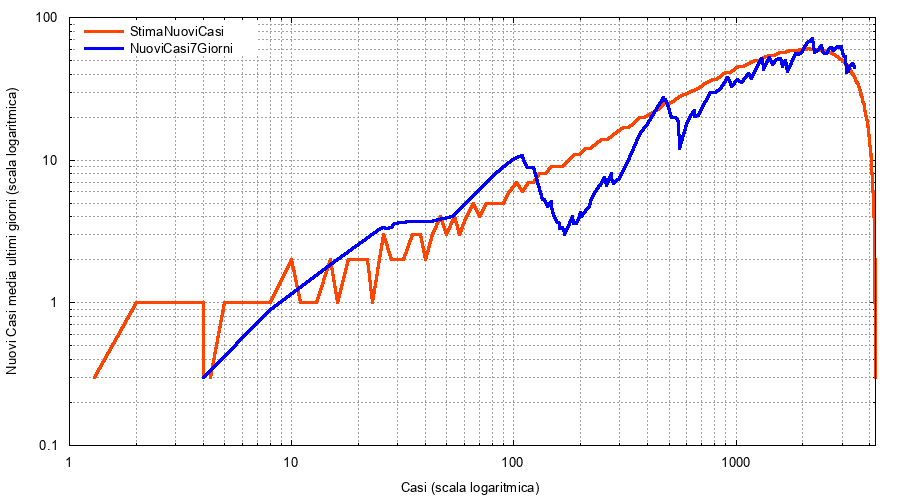 100
StimaNuoviCasi
NuoviCasi7Giorni
10
1
0.1
Nuovi Casi media ultimi giorni (scala logaritmica)
1
10
100
1000
Casi (scala logaritmica)